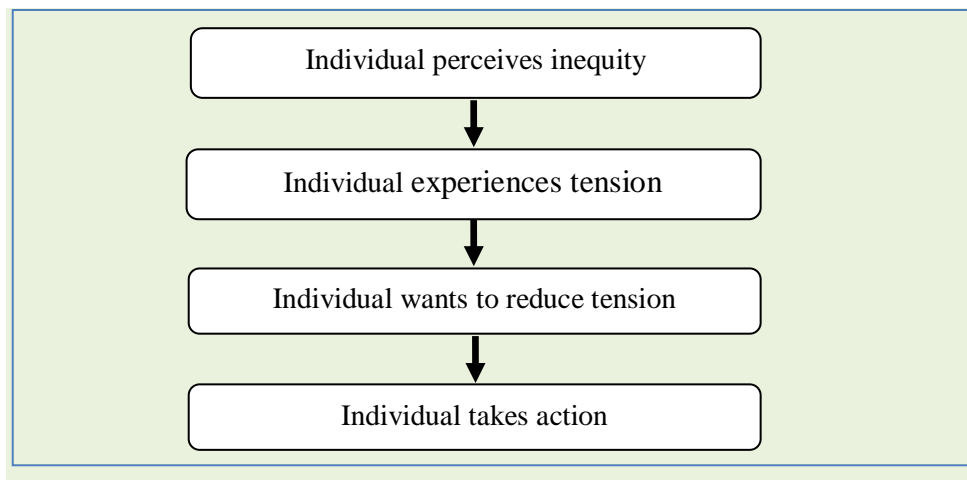 Individual perceives inequity
Individual experiences tension
Individual wants to reduce tension
Individual takes action